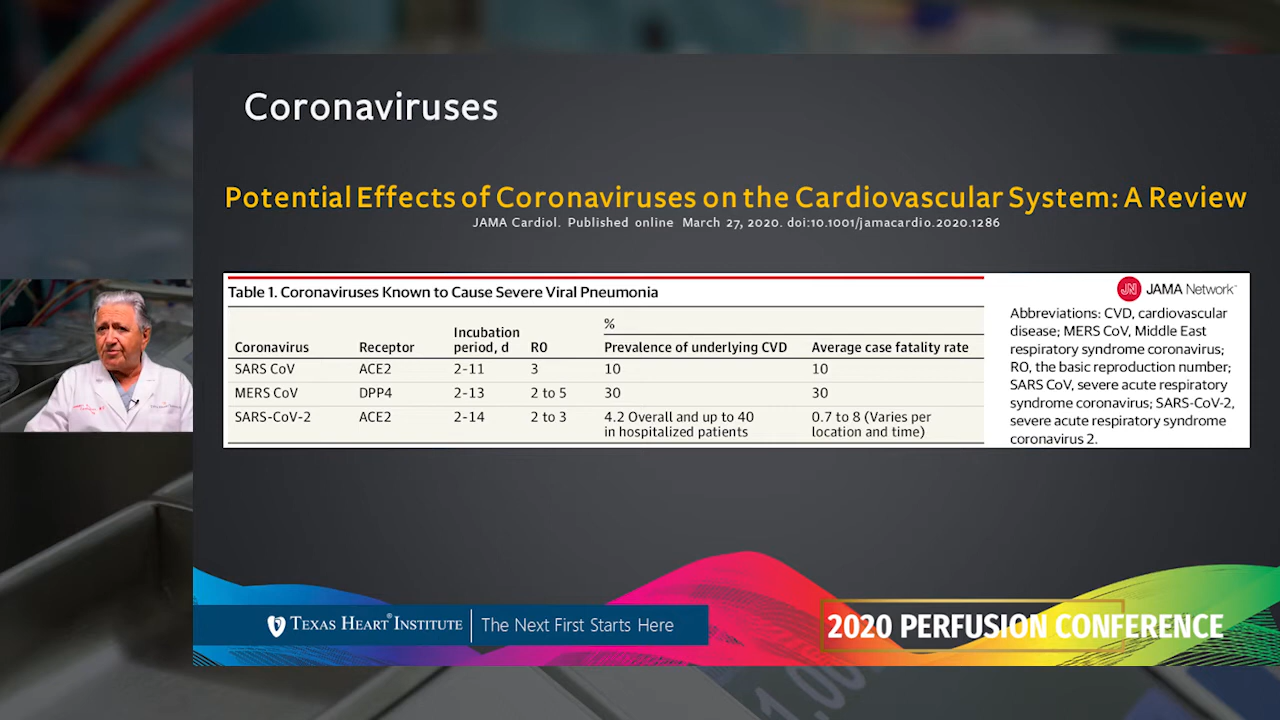 Coronaviruses
Potential Effects of Coronaviruses on the Cardiovascular System: A Review
JAMA Cardiol. Published online March 27, 2020. doi:10.1001/jamacardio.2020.1286
Table 1. Coronaviruses Known to Cause Severe Viral Pneumonia
%
Coronavirus Receptor Incubation period, d R0 Prevalence of underlying CVD Average case fatality rate
SARS CoV ACE2 2-11 3 10 10
MERS CoV DPP4 2-13 2 to 5 30 30
SARS-CoV-2 ACE2 2-14 2 to 3 4.2 Overall and up to 40 in hospitalized patients 0.7 to 8 (Varies per location and time)
JN JAMA Network
Abbreviations: CVD, cardiovascular
disease; MERS CoV, Middle East
respiratory syndrome coronavirus;
R0, the basic reproduction number;
SARS CoV, severe acute respiratory
syndrome coronavirus; SARS-CoV-2,
severe acute respiratory syndrome
coronavirus 2.
TEXAS HEART® INSTITUTE
The Next First Starts Here
2020 PERFUSION CONFERENCE